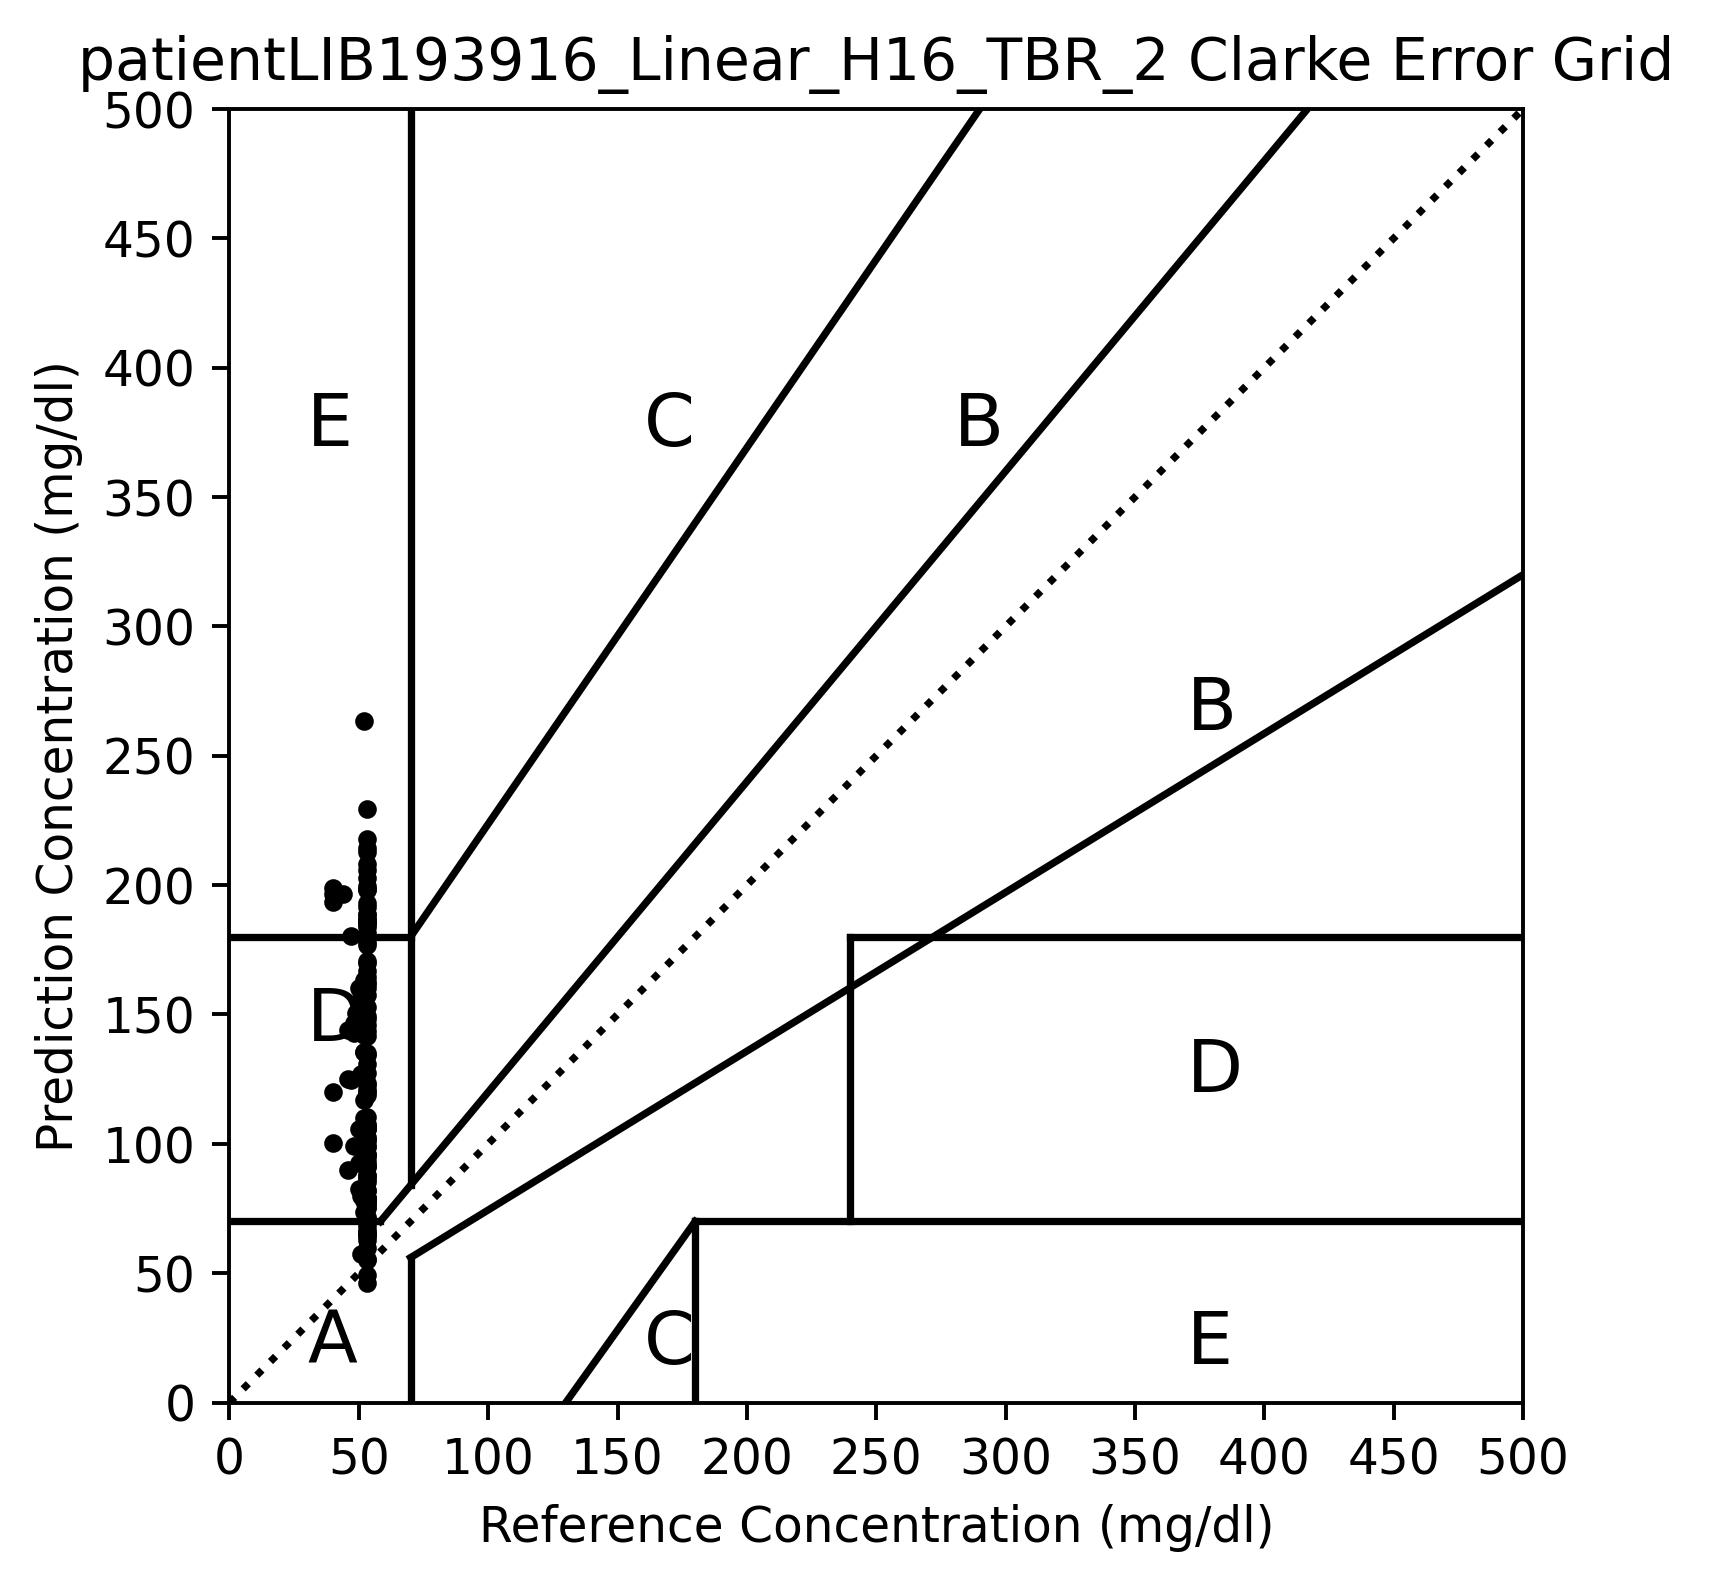 patientLIB193916_Linear_H16_TBR_2 Clarke Error Grid
500
450
400
350
300
250
200
150
100
50
0
Prediction Concentration (mg/dl)
E
C
B
B
D
D
A
C
E
0 50 100 150 200 250 300 350 400 450 500
Reference Concentration (mg/dl)